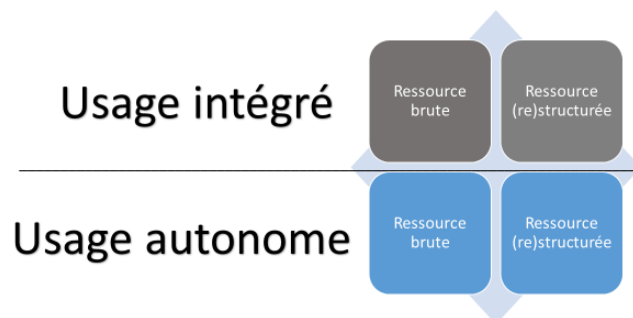 Usage intégré
Ressource
brute
Ressource
(re)structurée
Usage autonome
Ressource
brute
Ressource
(re)structurée